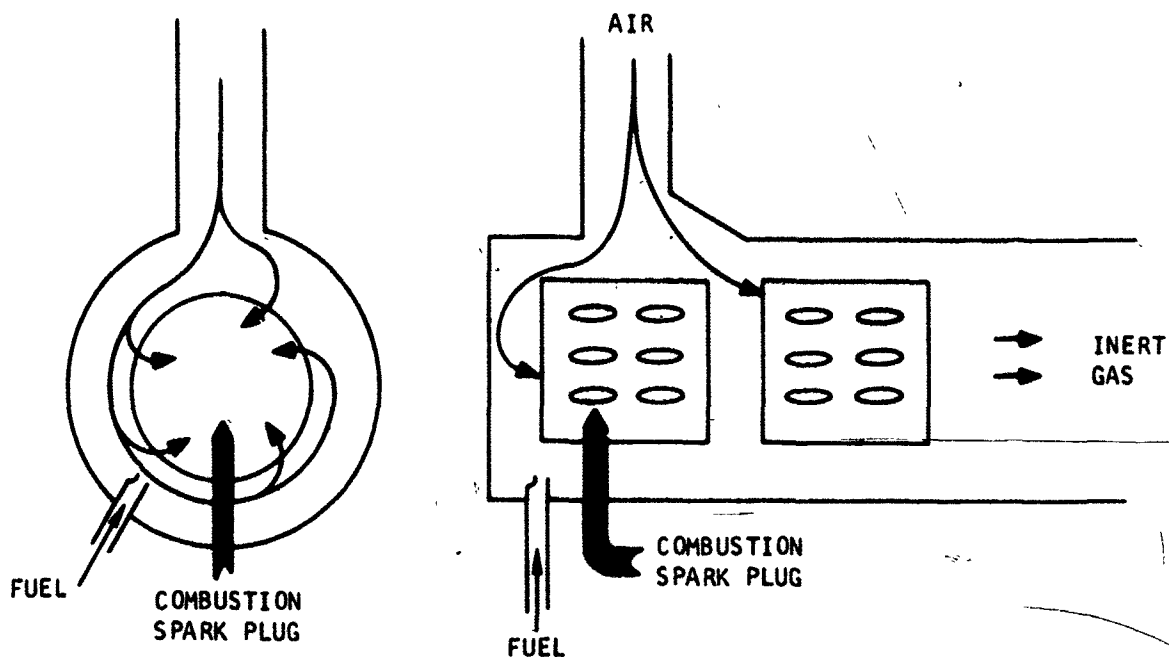 AIR
INERT
GAS
COMBUSTION
SPARK PLUG
FUEL
COMBUSTION
SPARK PLUG
FUEL